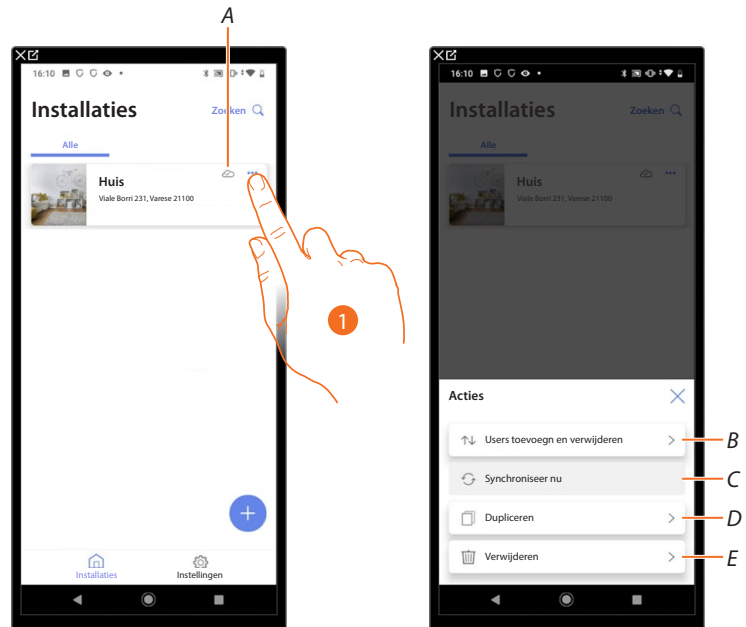 A
16:10
Installaties
Zoeken
Alle
Huis
Viale Borri 231, Varese 21100
1
Installaties
Instellingen
16:10
Installaties
Zoeken
Alle
Huis
Viale Borri 231, Varese 21100
Acties
Users toevoegn en verwijderen
B
Synchroniseer nu
C
Dupliceren
D
Verwijderen
E